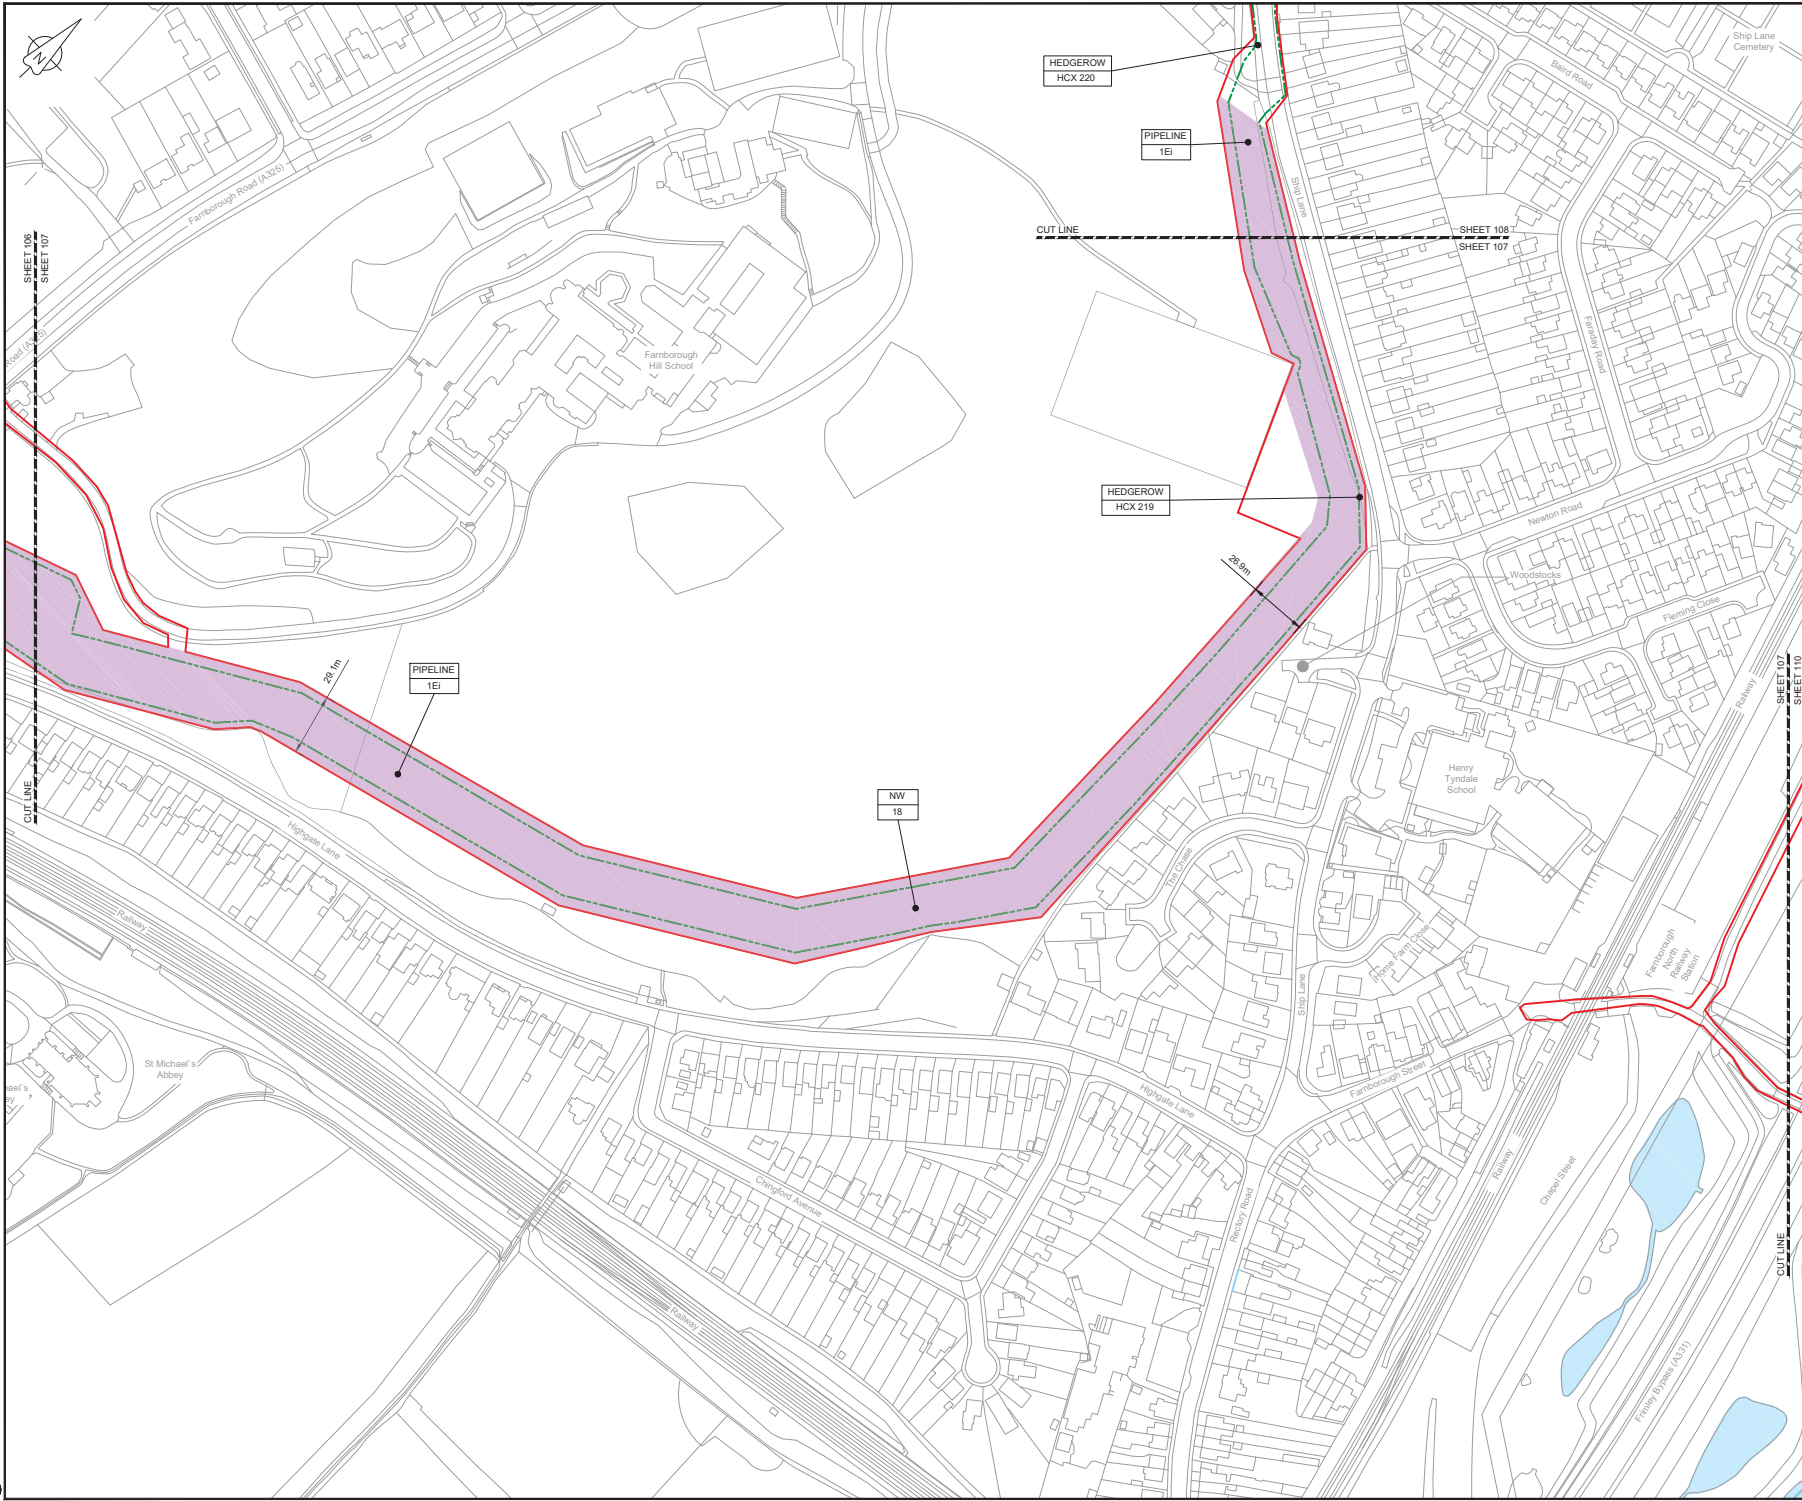 N
HEDGEROW
HCX 220
Ship Lane
Cemetery
Baird Road
PIPELINE
1Ei
Farnborough Road (A325)
Ship Lane
SHEET 106
SHEET 107
CUT LINE
SHEET 108
SHEET 107
Faraday Road
Road (A325)
Farnborough
Hill School
HEDGEROW
HCX 219
Newton Road
26.9m
Woodstocks
Fleming Close
29.1m
PIPELINE
1Ei
SHEET 107
SHEET 110
Railway
Henry
Tyndale
School
NW
18
CUT LINE
Highgate Lane
The Chase
Railway
Home Farm Close
Farnborough
North
Railway
Station
Ship Lane
St Michael's
Abbey
Farnborough Street
Highgate Lane
Railway
Chapel Street
Chingford Avenue
Rectory Road
CUT LINE
Railway
Frimley Bypass (A331)